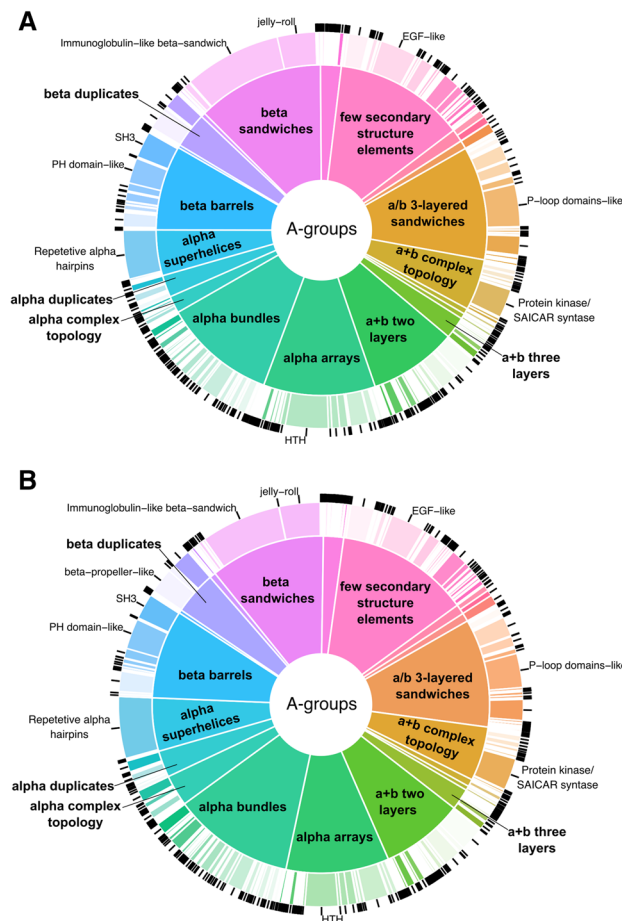 A
jelly-roll
EGF-like
Immunoglobulin-like beta-sandwich
beta duplicates
beta
sandwiches
few secondary
structure
elements
SH3
PH domain-like
beta barrels
A-groups
a/b 3-layered
sandwiches
P-loop domains-like
Repetetive alpha
hairpins
alpha
superhelices
a+b complex
topology
alpha duplicates
alpha complex
topology
alpha bundles
alpha arrays
a+b two
layers
Protein kinase/
SAICAR syntase
a+b three
layers
HTH
B
jelly-roll
EGF-like
Immunoglobulin-like beta-sandwich
beta duplicates
beta-propeller-like
beta
sandwiches
few secondary
structure
elements
SH3
PH domain-like
beta barrels
A-groups
a/b 3-layered
sandwiches
P-loop domains-like
Repetetive alpha
hairpins
alpha
superhelices
a+b complex
topology
alpha duplicates
alpha complex
topology
alpha bundles
alpha arrays
a+b two
layers
Protein kinase/
SAICAR syntase
a+b three
layers
HTH